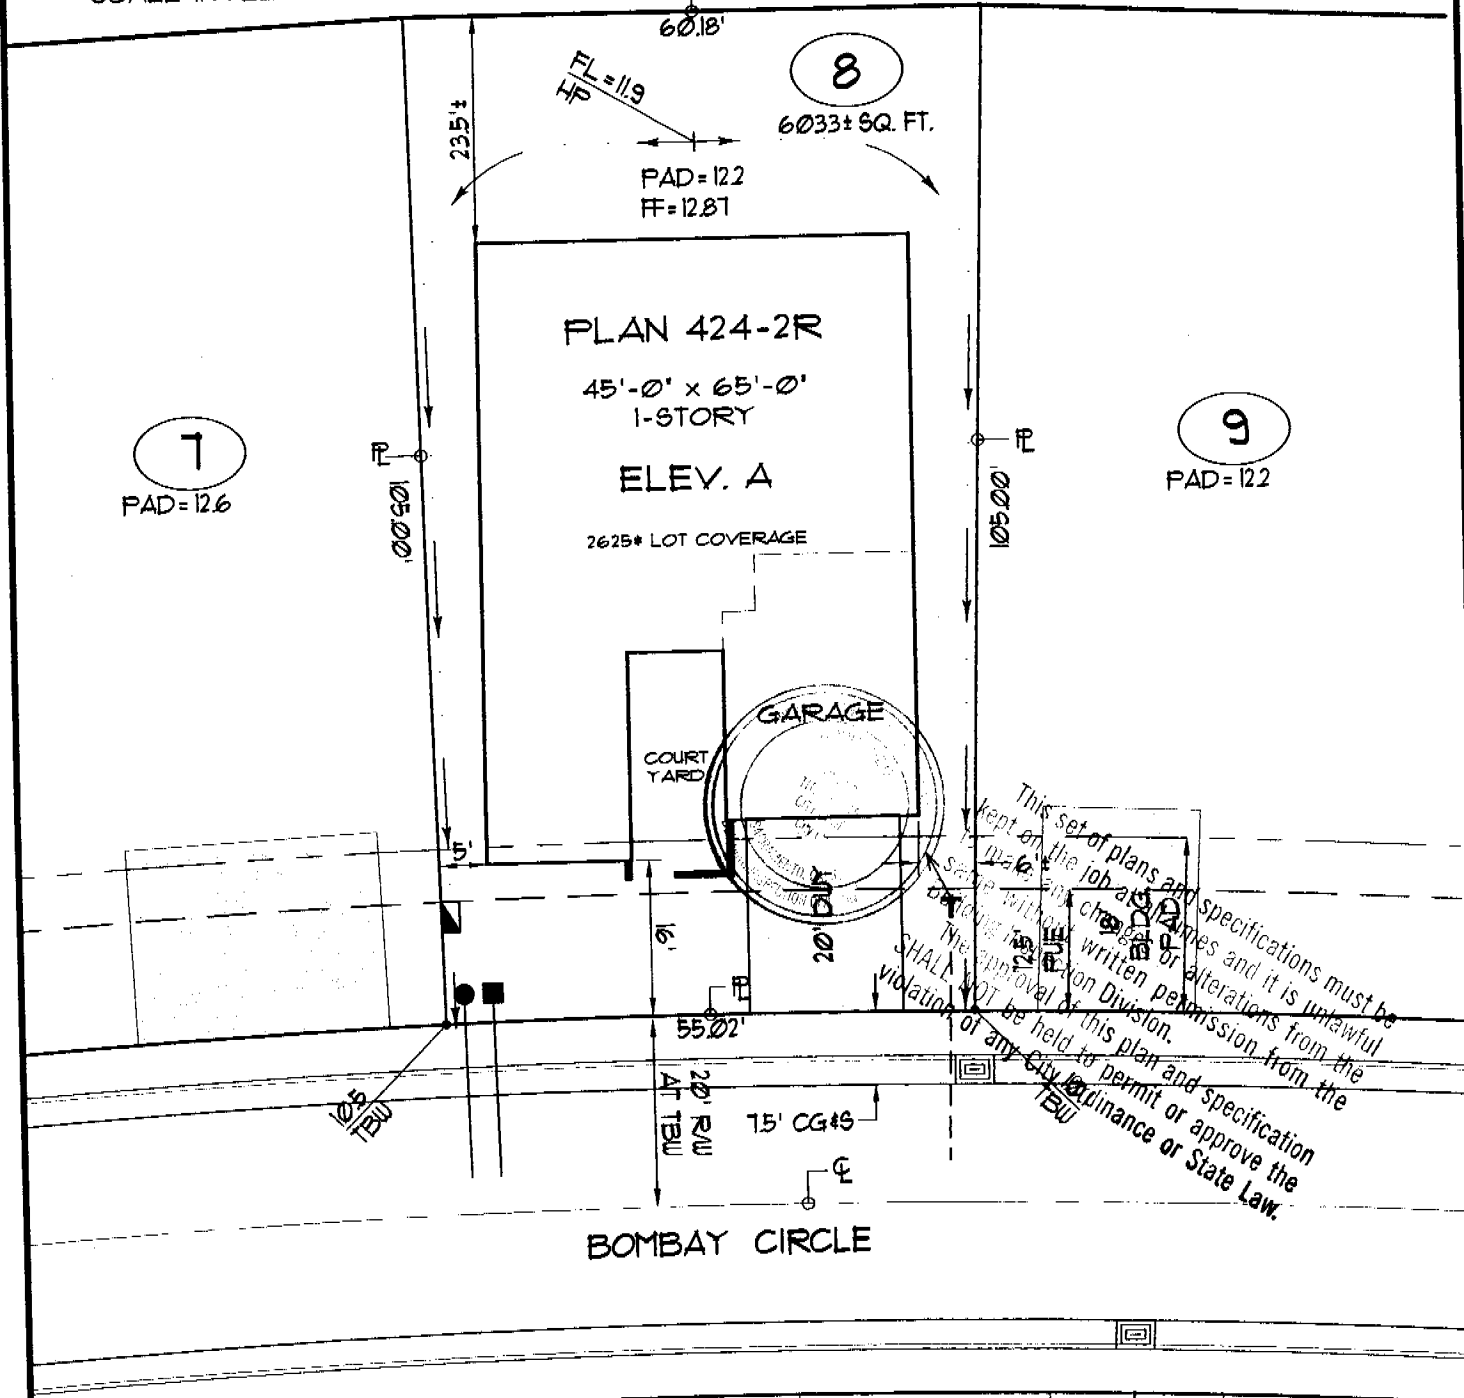 60.18'
8
6033± SQ. FT.
FL = 11.9
HP
23.5'±
PAD = 12.2
FF = 12.87
PLAN 424-2R
45'-0" x 65'-0"
1-STORY
ELEV. A
2625# LOT COVERAGE
7
PAD = 12.6
PL
105.00'
PL
105.00'
9
PAD = 12.2
GARAGE
COURT
YARD
5'
16'
20' DUR
6'±
12.5'
PUE
BLDG
T
PL
55.02'
This set of plans and specifications must be
kept on the job at all times and it is unlawful
to make any changes or alterations from the
same without written permission from the
Building Inspection Division.
The approval of this plan and specification
SHALL NOT be held to permit or approve the
violation of any City Ordinance or State Law.
10.5
TBW
TBW
20' R/W
AT TBW
7.5' CG&S
CL
BOMBAY CIRCLE